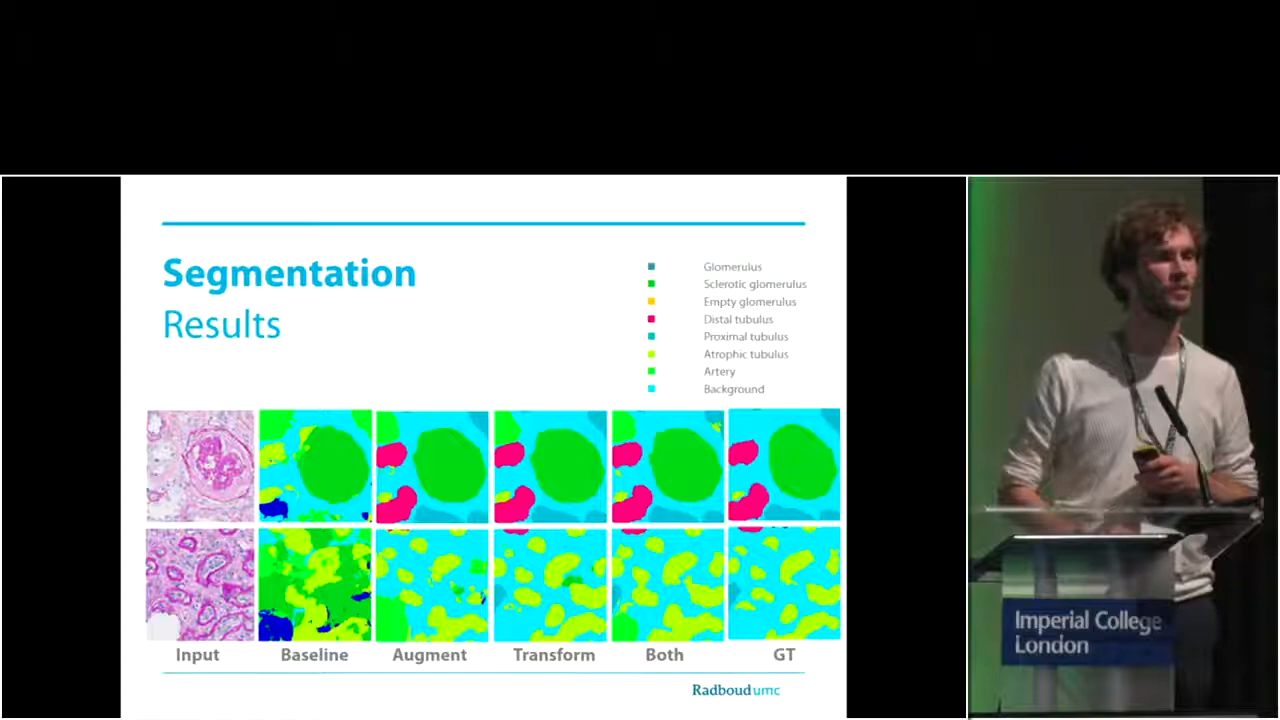 Segmentation
Results
Glomerulus
Sclerotic glomerulus
Empty glomerulus
Distal tubulus
Proximal tubulus
Atrophic tubulus
Artery
Background
Input
Baseline
Augment
Transform
Both
GT
Radboudumc
Imperial College
London